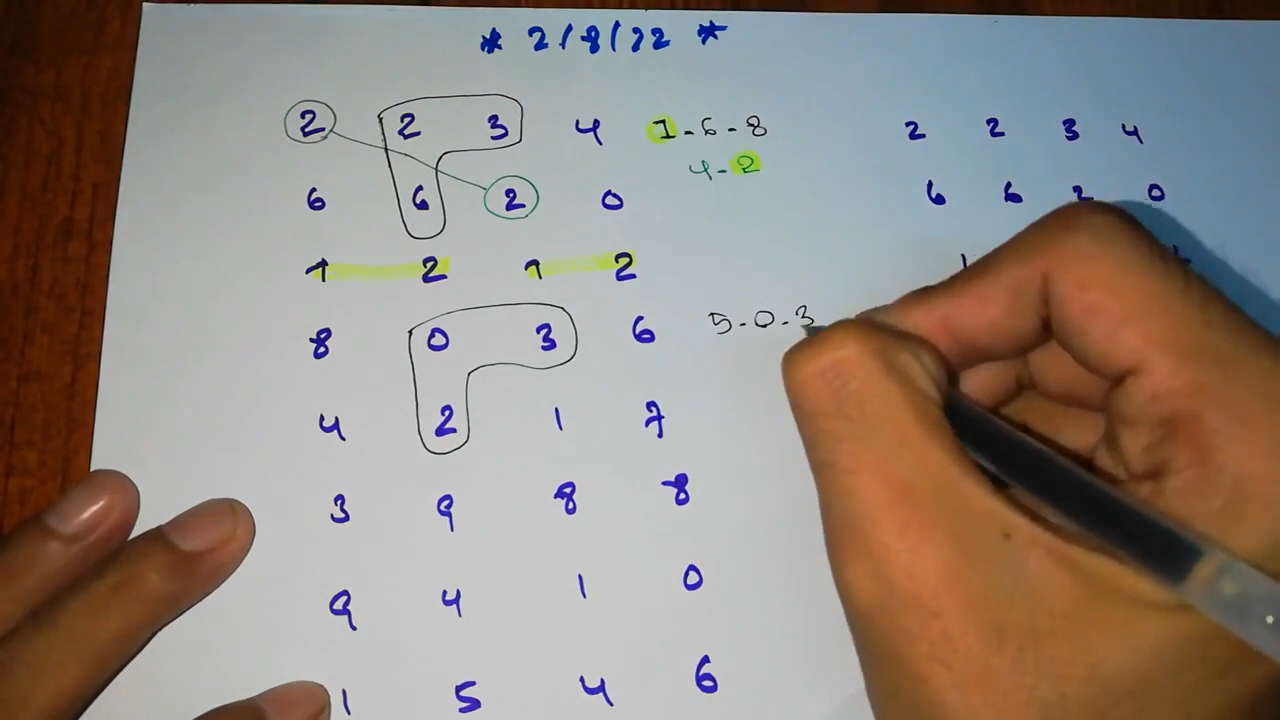 * 2/8/22 *
2 2 3 4 1-6-8
4-2
6 6 2 0
1 2 1 2
8 0 3 6 5-0-3
4 2 1 7
3 9 8 8
9 4 1 0
1 5 4 6
2 2 3 4
6 6 2 0